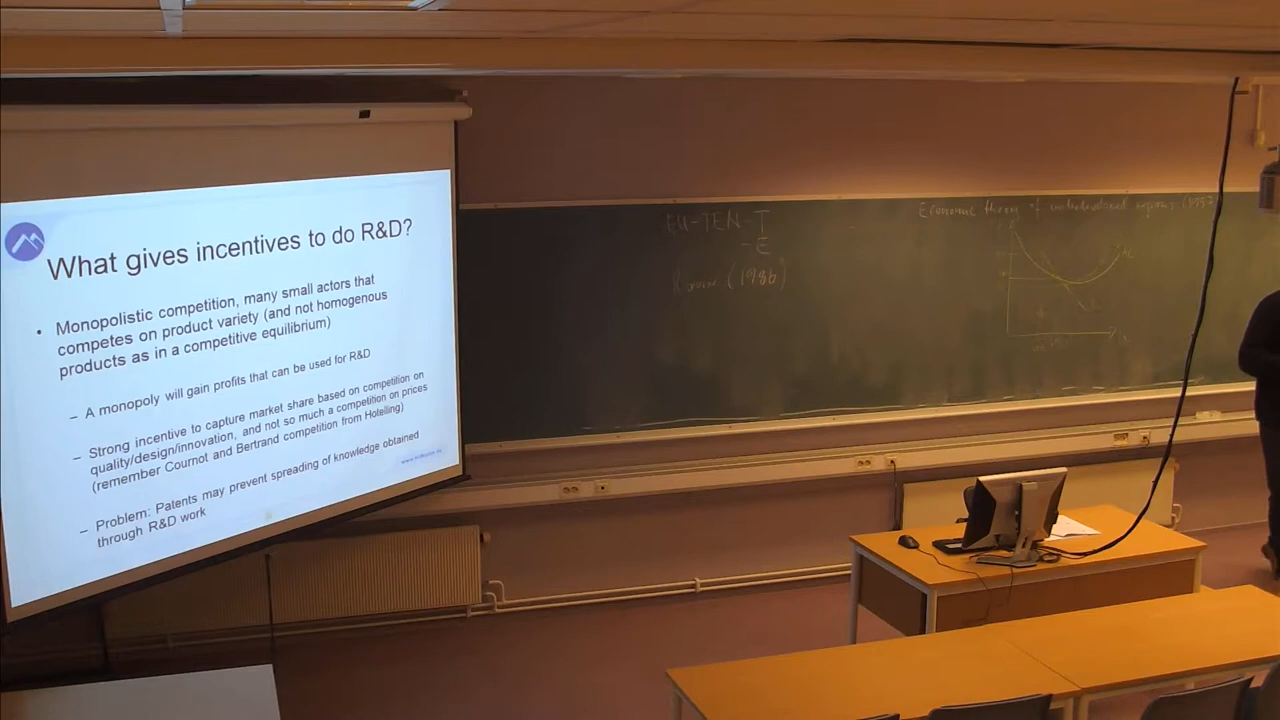 What gives incentives to do R&D?
• Monopolistic competition, many small actors that
competes on product variety (and not homogenous
products as in a competitive equilibrium)
– A monopoly will gain profits that can be used for R&D
– Strong incentive to capture market share based on competition on
quality/design/innovation, and not so much a competition on prices
(remember Cournot and Bertrand competition from Hotelling)
– Problem: Patents may prevent spreading of knowledge obtained
through R&D work
EU-TEN-T
-E
(1986)
Economic theory of